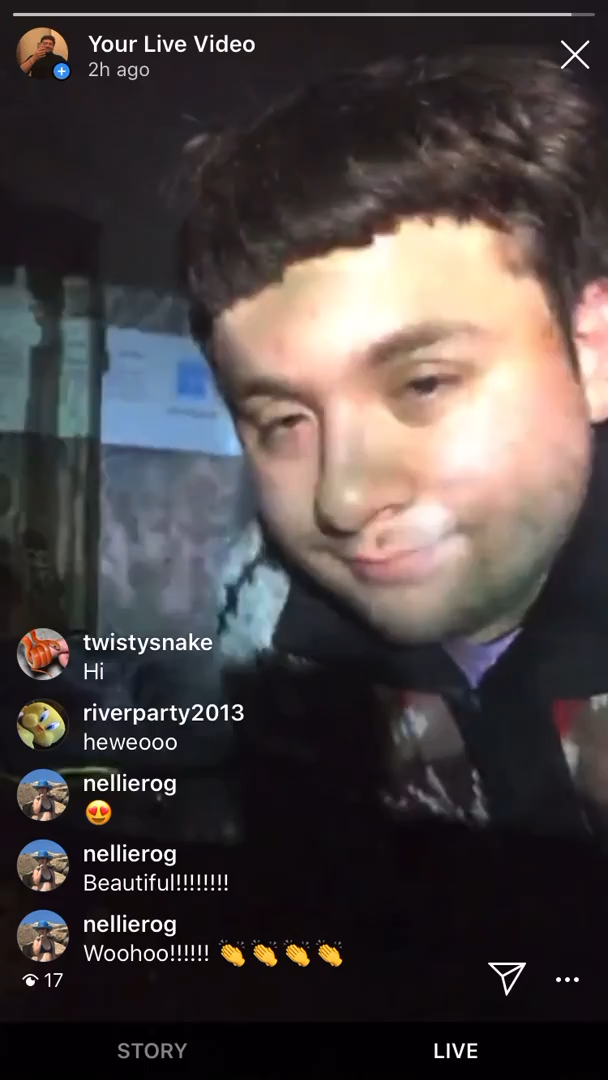 Your Live Video
2h ago
twistysnake
Hi
riverparty2013
heweooo
nellierog
😍
nellierog
Beautiful!!!!!!!!
nellierog
Woohoo!!!!!! 👏 👏 👏 👏
17
STORY
LIVE